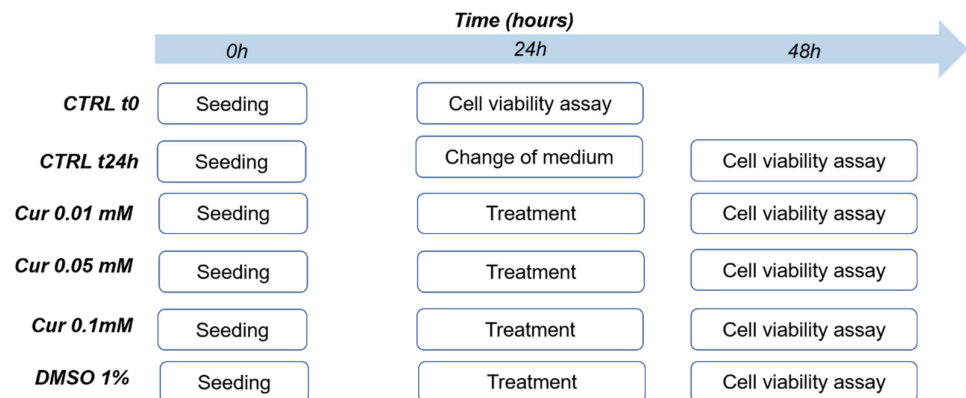 Time (hours)
0h 24h 48h
CTRL t0 Seeding Cell viability assay
CTRL t24h Seeding Change of medium Cell viability assay
Cur 0.01 mM Seeding Treatment Cell viability assay
Cur 0.05 mM Seeding Treatment Cell viability assay
Cur 0.1mM Seeding Treatment Cell viability assay
DMSO 1% Seeding Treatment Cell viability assay